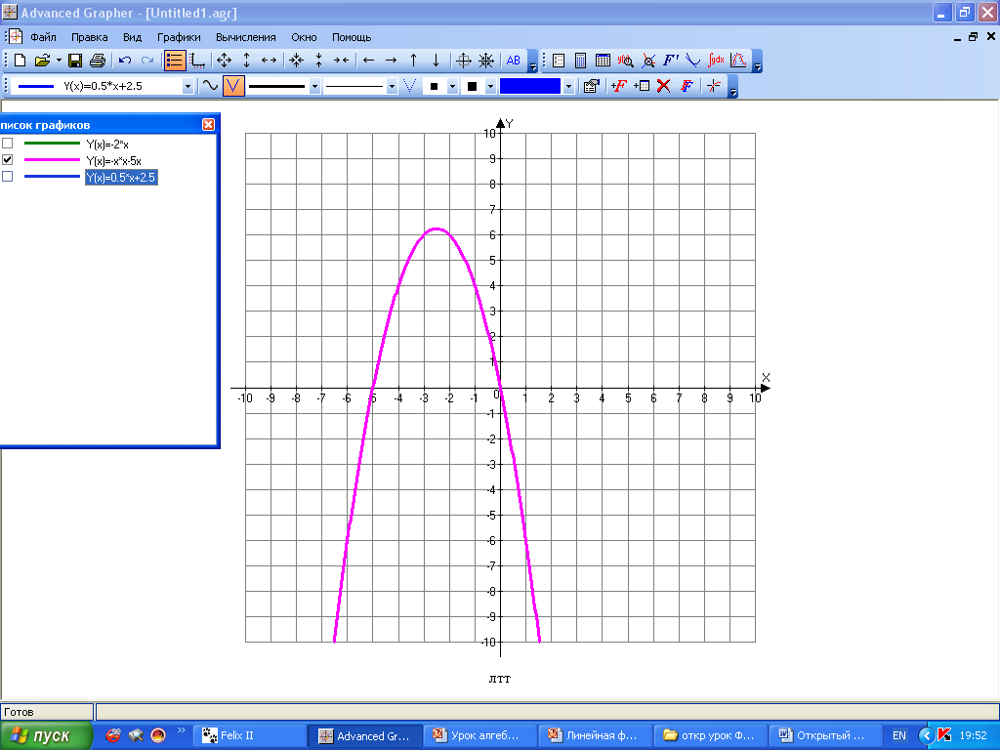 Advanced Grapher - [Untitled1.agr]
Файл Правка Вид Графики Вычисления Окно Помощь
AB F' ∫ydx
Y(x)=0.5*x+2.5
писок графиков
Y(x)=-2*x
Y(x)=-x*x-5x
Y(x)=0.5*x+2.5
Y
10
9
8
7
6
5
4
3
2
1
X
-10 -9 -8 -7 -6 -5 -4 -3 -2 -1 0 1 2 3 4 5 6 7 8 9 10
-1
-2
-3
-4
-5
-6
-7
-8
-9
-10
лтт
Готов
пуск Felix II Advanced Gr... Урок алгеб... Линейная ф... откр урок Ф... Открытый ... EN 19:52